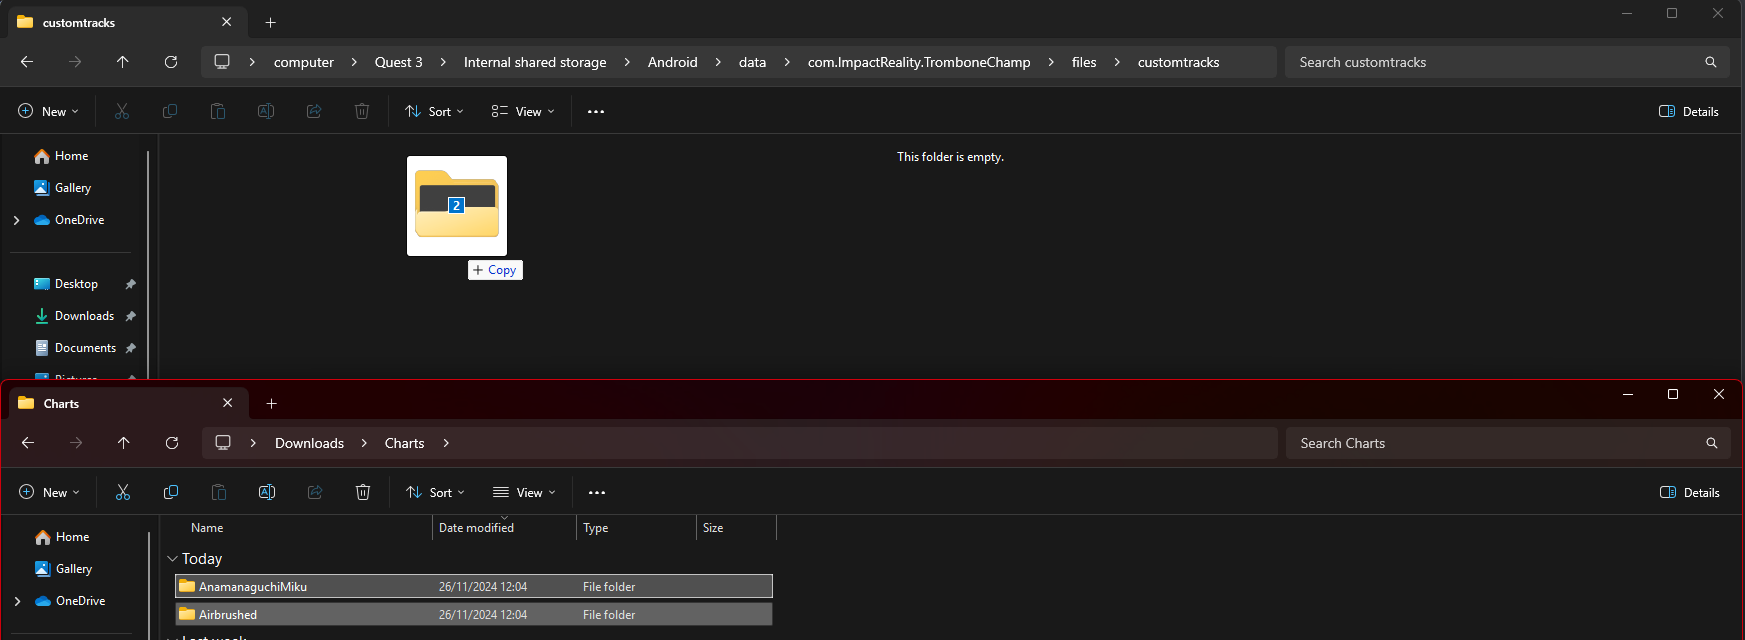 customtracks
computer > Quest 3 > Internal shared storage > Android > data > com.ImpactReality.TromboneChamp > files > customtracks
Search customtracks
New
Sort
View
Details
Home
Gallery
OneDrive
Desktop
Downloads
Documents
Pictures
This folder is empty.
2
+ Copy
Charts
Downloads > Charts >
Search Charts
New
Sort
View
Details
Home
Gallery
OneDrive
Name Date modified Type Size
Today
AnamanaguchiMiku 26/11/2024 12:04 File folder
Airbrushed 26/11/2024 12:04 File folder
Last week